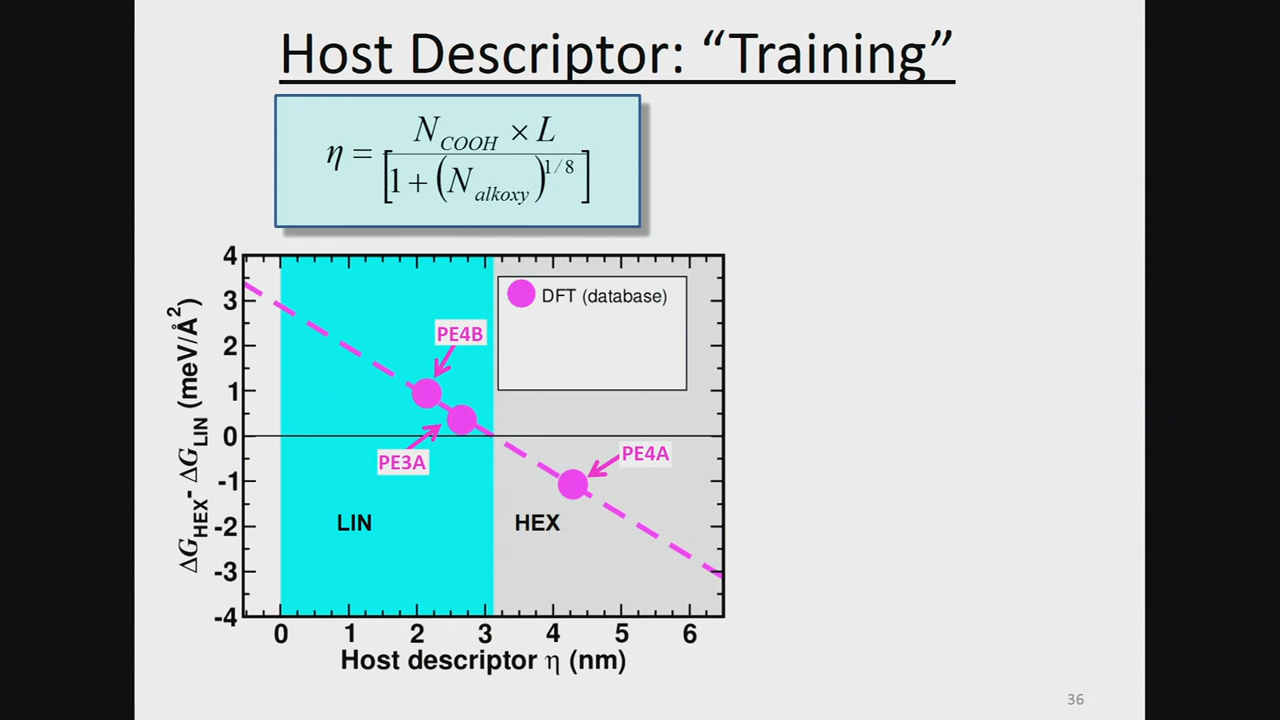 Host Descriptor: “Training”
η = N_COOH × L / [1 + (N_alkoxy)^1/8]
4
3
2
1
0
-1
-2
-3
-4
ΔG_HEX - ΔG_LIN (meV/Å²)
DFT (database)
PE4B
PE3A
PE4A
LIN
HEX
0 1 2 3 4 5 6
Host descriptor η (nm)
36